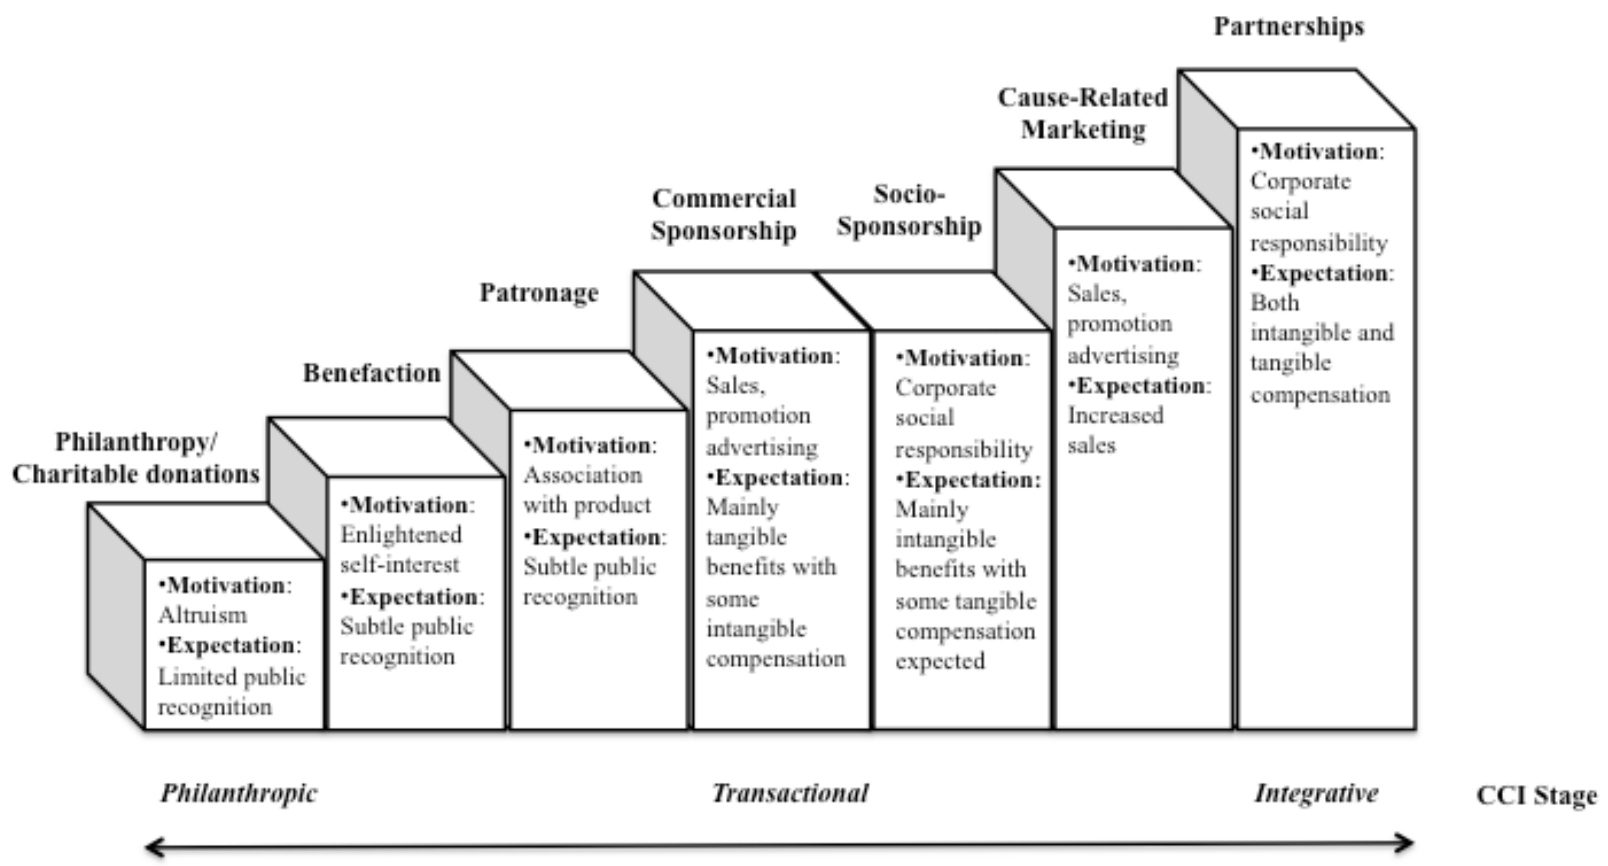 Philanthropy/
Charitable donations
•Motivation:
Altruism
•Expectation:
Limited public
recognition
Benefaction
•Motivation:
Enlightened
self-interest
•Expectation:
Subtle public
recognition
Patronage
•Motivation:
Association
with product
•Expectation:
Subtle public
recognition
Commercial
Sponsorship
•Motivation:
Sales,
promotion
advertising
•Expectation:
Mainly
tangible
benefits with
some
intangible
compensation
Socio-
Sponsorship
•Motivation:
Corporate
social
responsibility
•Expectation:
Mainly
intangible
benefits with
some tangible
compensation
expected
Cause-Related
Marketing
•Motivation:
Sales,
promotion
advertising
•Expectation:
Increased
sales
Partnerships
•Motivation:
Corporate
social
responsibility
•Expectation:
Both
intangible and
tangible
compensation
Philanthropic
Transactional
Integrative
CCI Stage